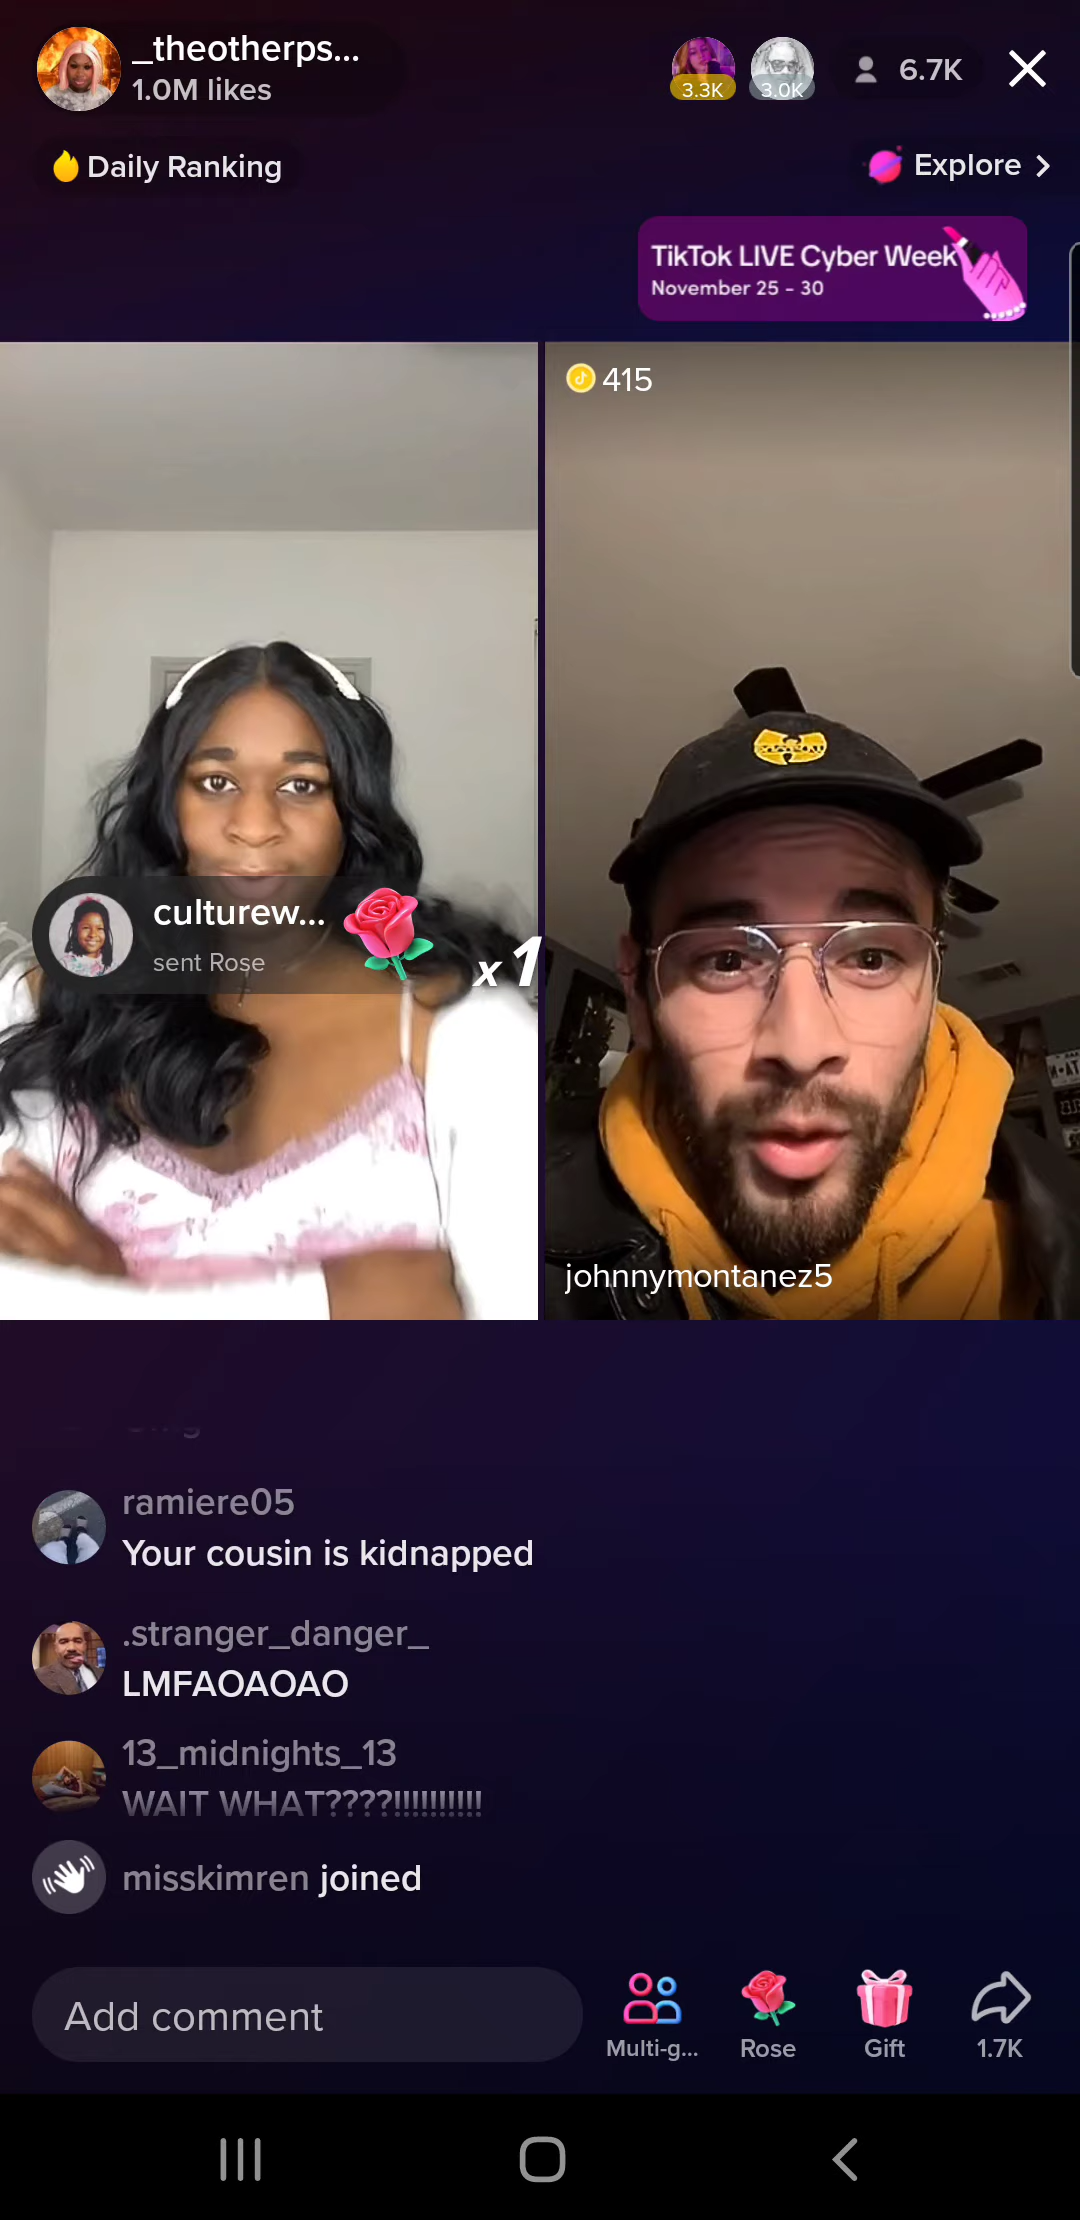 _theotherps...
1.0M likes
3.3K
3.0K
6.7K
Daily Ranking
Explore
TikTok LIVE Cyber Week
November 25 - 30
415
culturew...
sent Rose
x1
johnnymontanez5
ramiere05
Your cousin is kidnapped
.stranger_danger_
LMFAOAOAO
13_midnights_13
WAIT WHAT????!!!!!!!!!!
misskimren joined
Add comment
Multi-g...
Rose
Gift
1.7K